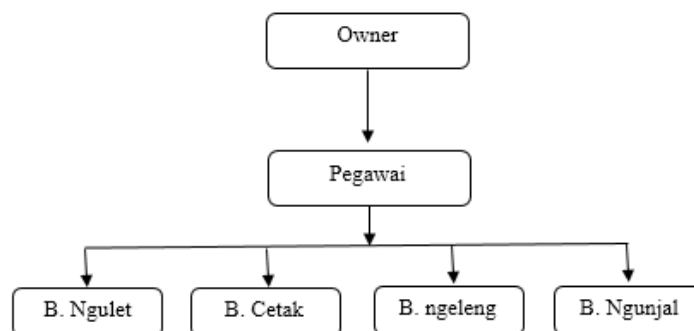 Owner
Pegawai
B. Ngulet
B. Cetak
B. ngeleng
B. Ngunjal